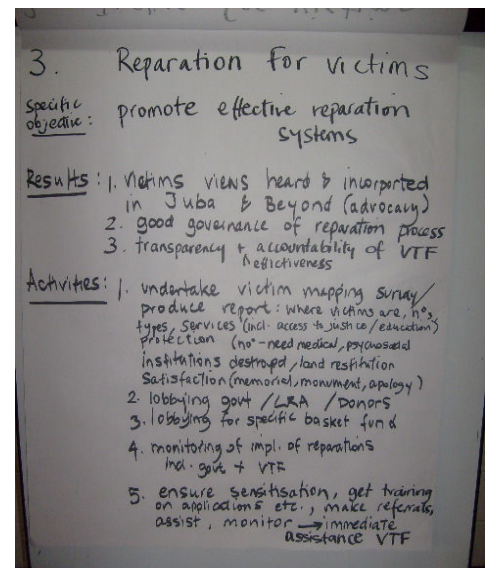 3. Reparation for victims
Specific
objective: promote effective reparation
systems
Results: 1. Victims views heard & incorported
in Juba & Beyond (advocacy)
2. good governance of reparation process
3. transparency + accountability of VTF
effectiveness
Activities: 1. undertake victim mapping survey/
produce report: where victims are, n°s,
types, services (incl. access to justice/education)
protection (no°-need medical, psychosocial
institutions destroyed, land restitution
Satisfaction (memorial, monument, apology)
2. lobbying govt / LRA / Donors
3. lobbying for specific basket fund
4. monitoring of impl. of reparations
incl. govt + VTF
5. ensure sensitisation, get training
on applications etc., make referrals,
assist, monitor → immediate
assistance VTF